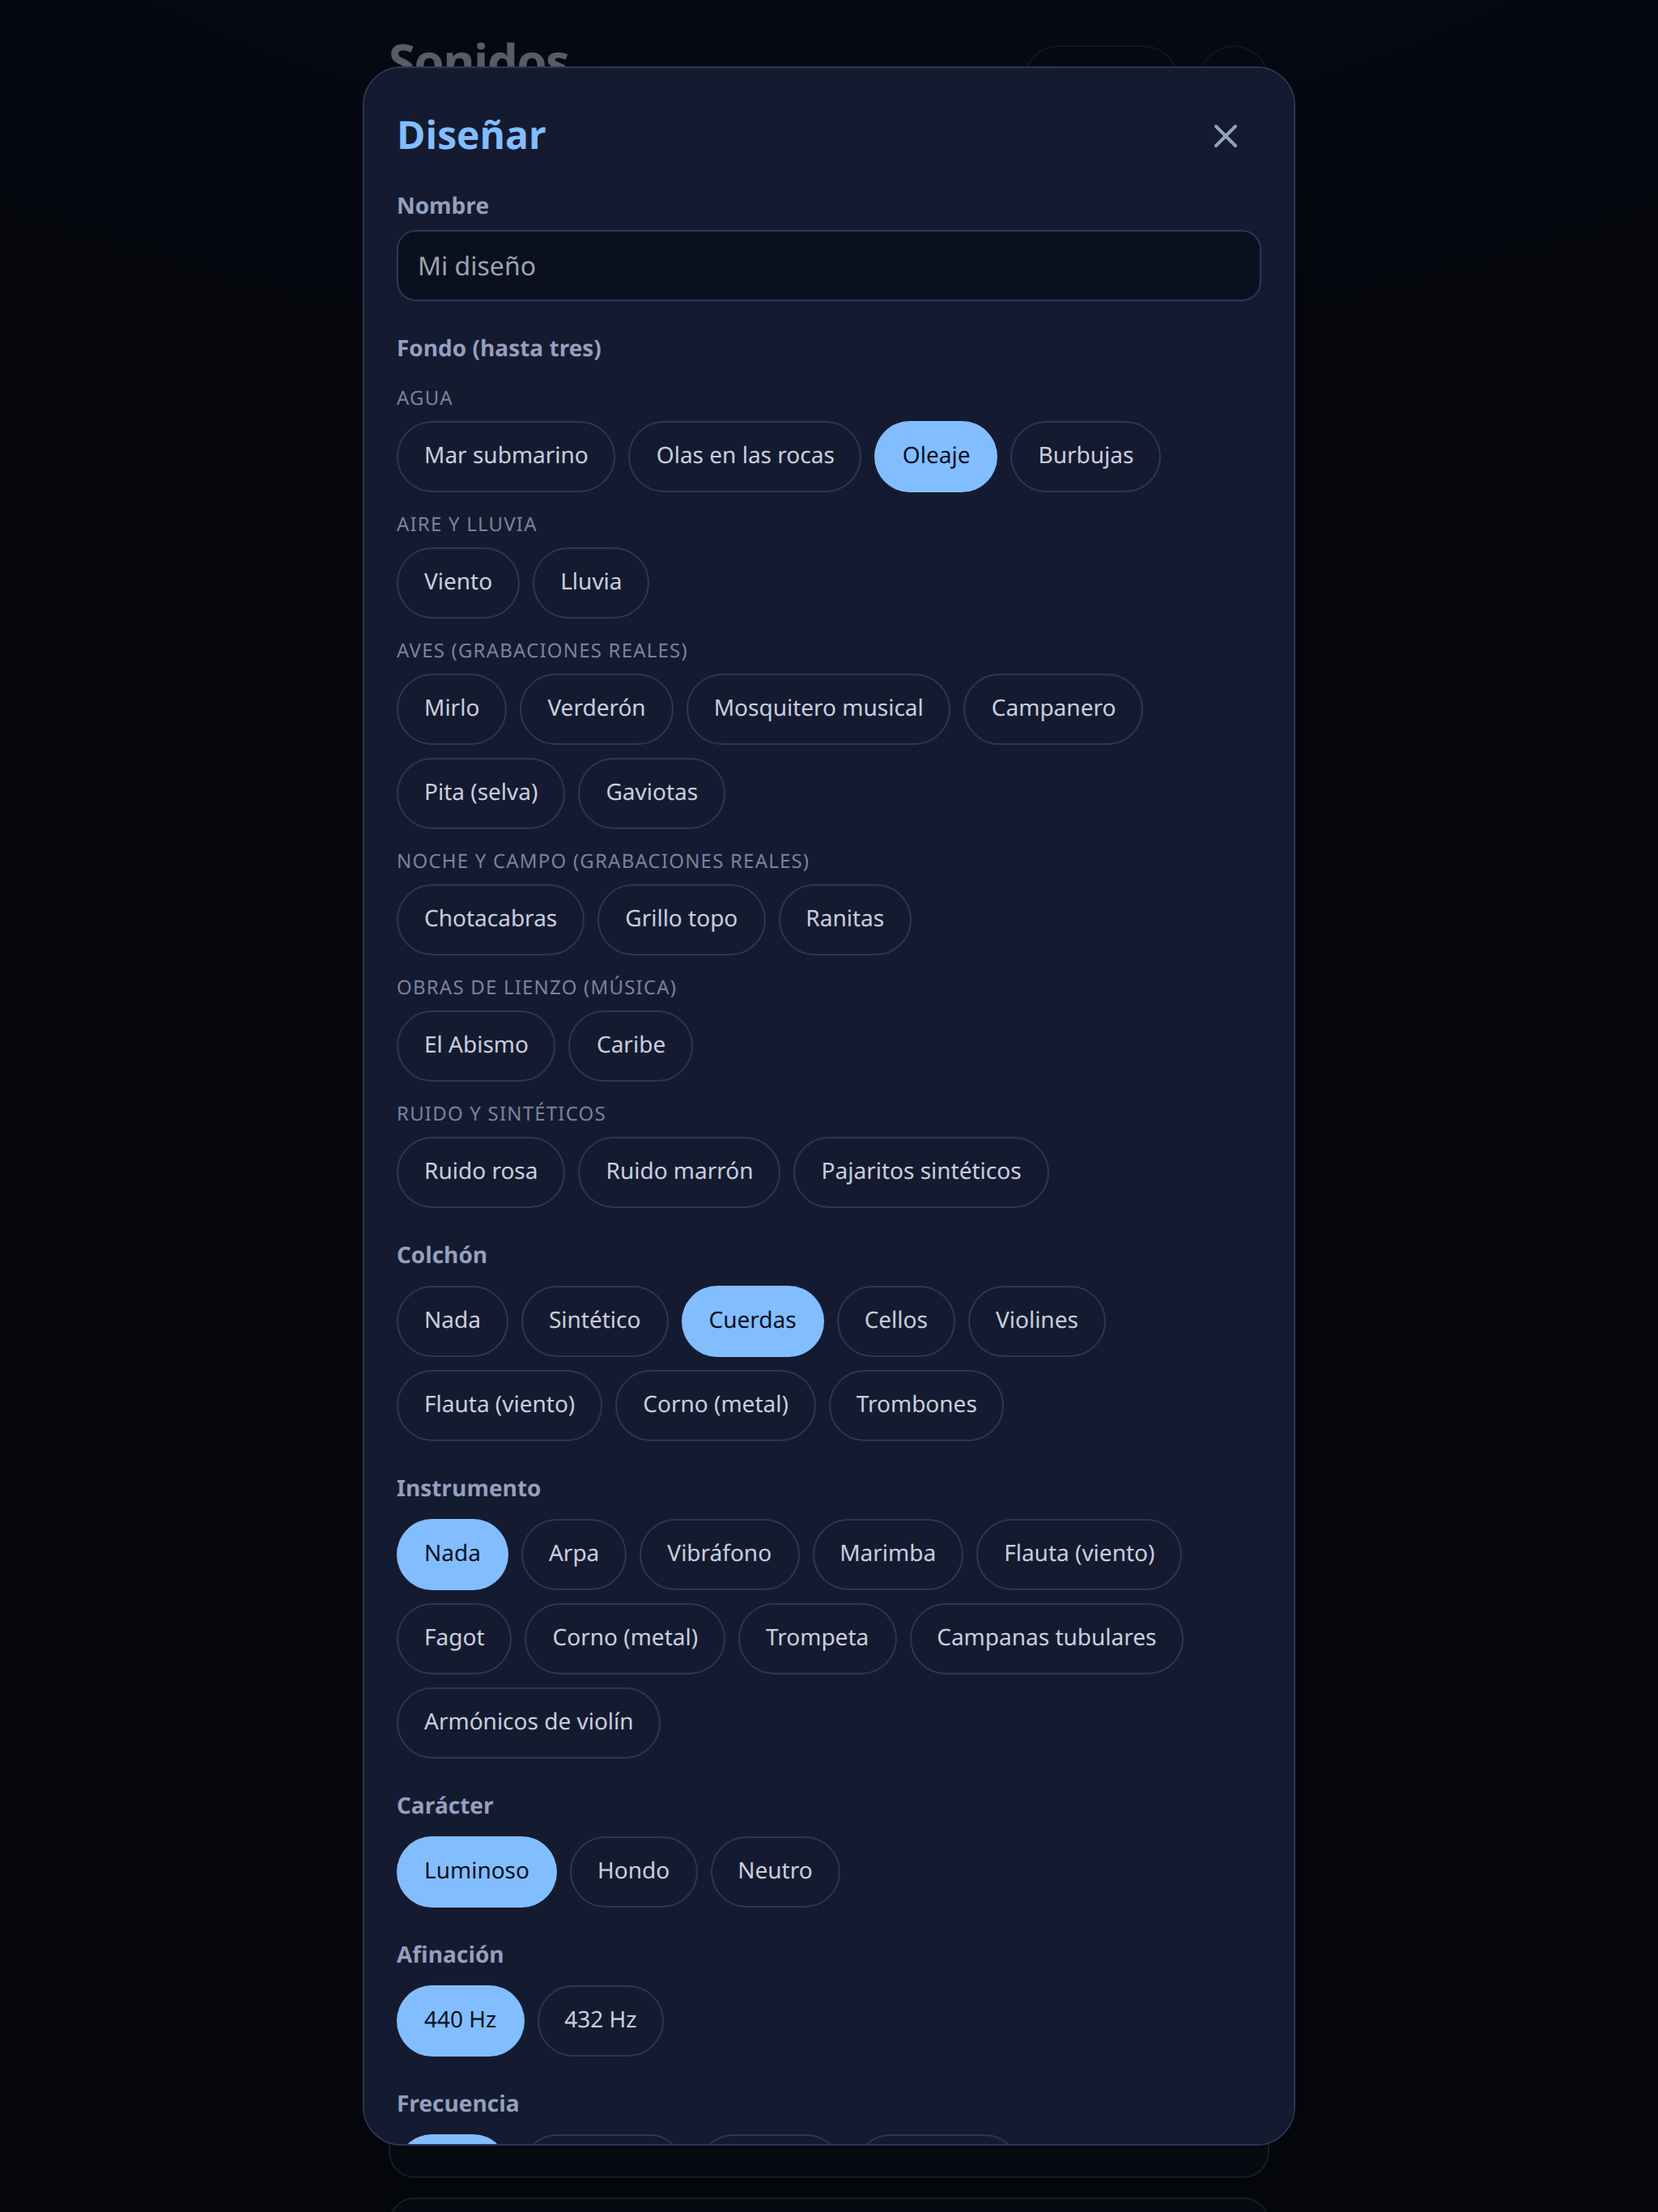 Sonidos
Diseñar
Nombre
Mi diseño
Fondo (hasta tres)
AGUA
Mar submarino Olas en las rocas Oleaje Burbujas
AIRE Y LLUVIA
Viento Lluvia
AVES (GRABACIONES REALES)
Mirlo Verderón Mosquitero musical Campanero
Pita (selva) Gaviotas
NOCHE Y CAMPO (GRABACIONES REALES)
Chotacabras Grillo topo Ranitas
OBRAS DE LIENZO (MÚSICA)
El Abismo Caribe
RUIDO Y SINTÉTICOS
Ruido rosa Ruido marrón Pajaritos sintéticos
Colchón
Nada Sintético Cuerdas Cellos Violines
Flauta (viento) Corno (metal) Trombones
Instrumento
Nada Arpa Vibráfono Marimba Flauta (viento)
Fagot Corno (metal) Trompeta Campanas tubulares
Armónicos de violín
Carácter
Luminoso Hondo Neutro
Afinación
440 Hz 432 Hz
Frecuencia